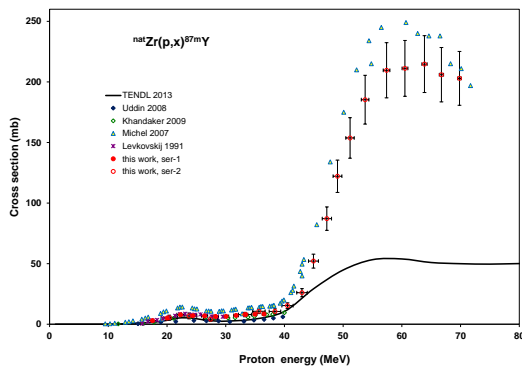 natZr(p,x)87mY
250
200
150
100
50
0
Cross section (mb)
TENDL 2013
Uddin 2008
Khandaker 2009
Michel 2007
Levkovskij 1991
this work, ser-1
this work, ser-2
0 10 20 30 40 50 60 70 80
Proton energy (MeV)